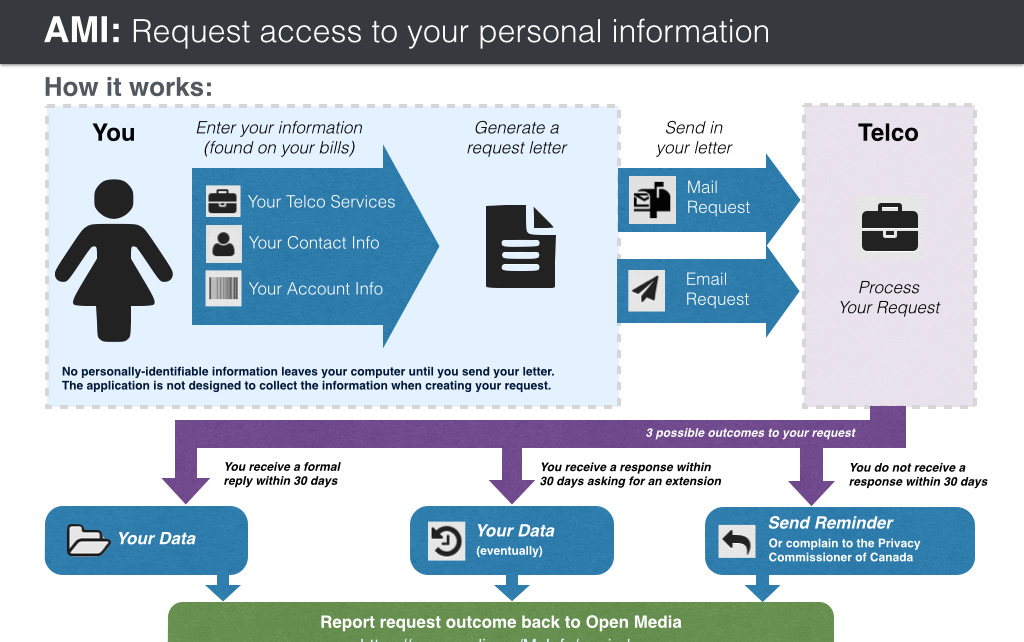 AMI: Request access to your personal information
How it works:
You
Enter your information
(found on your bills)
Generate a
request letter
Send in
your letter
Telco
Your Telco Services
Your Contact Info
Your Account Info
Mail
Request
Email
Request
Process
Your Request
No personally-identifiable information leaves your computer until you send your letter.
The application is not designed to collect the information when creating your request.
3 possible outcomes to your request
You receive a formal
reply within 30 days
You receive a response within
30 days asking for an extension
You do not receive a
response within 30 days
Your Data
Your Data
(eventually)
Send Reminder
Or complain to the Privacy
Commissioner of Canada
Report request outcome back to Open Media